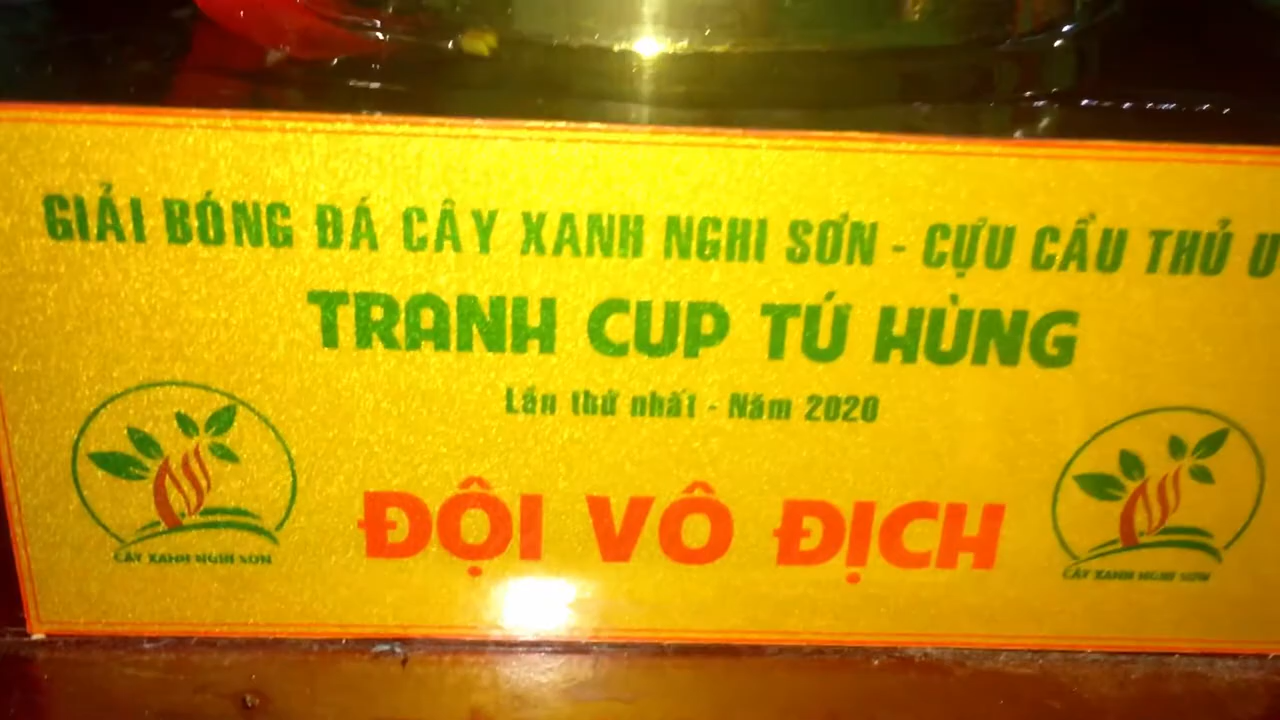 GIẢI BÓNG ĐÁ CÂY XANH NGHI SƠN - CỰU CẦU THỦ U
TRANH CUP TỨ HÙNG
Lần thứ nhất - Năm 2020
ĐỘI VÔ ĐỊCH
CÂY XANH NGHI SƠN
CÂY XANH NGHI SƠN